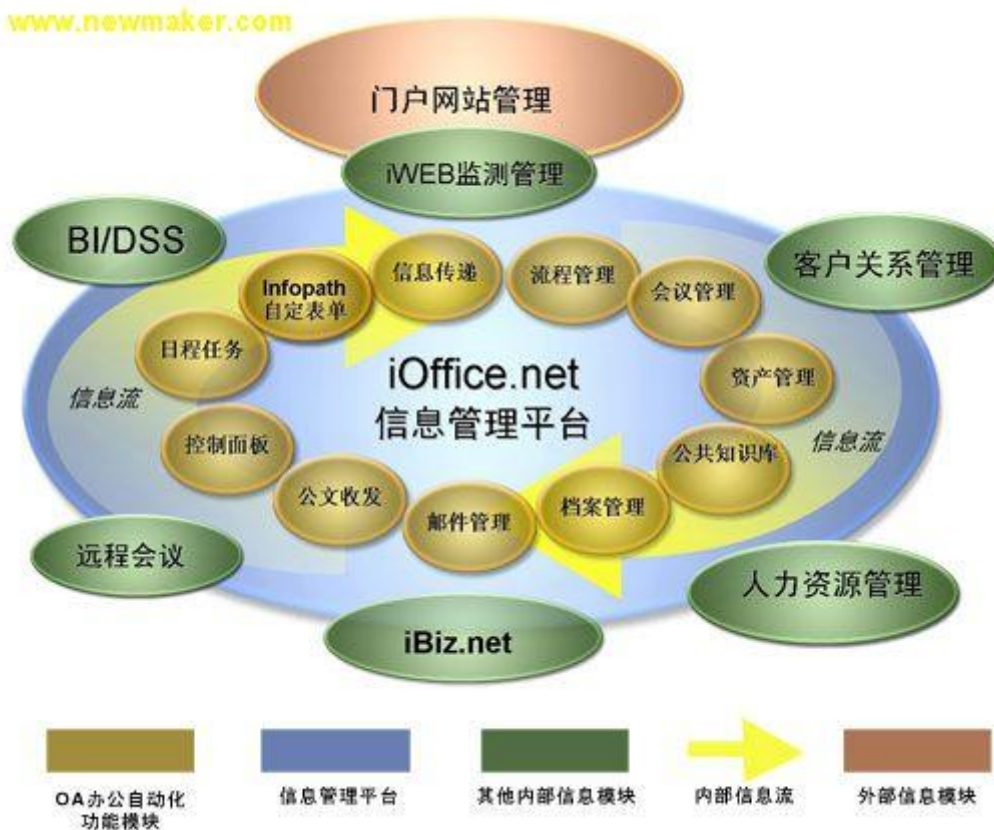 www.newmaker.com
门户网站管理
iWEB监测管理
BI/DSS
客户关系管理
信息传递
流程管理
Infopath
自定表单
会议管理
日程任务
资产管理
iOffice.net
信息管理平台
信息流
信息流
控制面板
公共知识库
公文收发
邮件管理
档案管理
远程会议
人力资源管理
iBiz.net
OA办公自动化
功能模块
信息管理平台
其他内部信息模块
内部信息流
外部信息模块